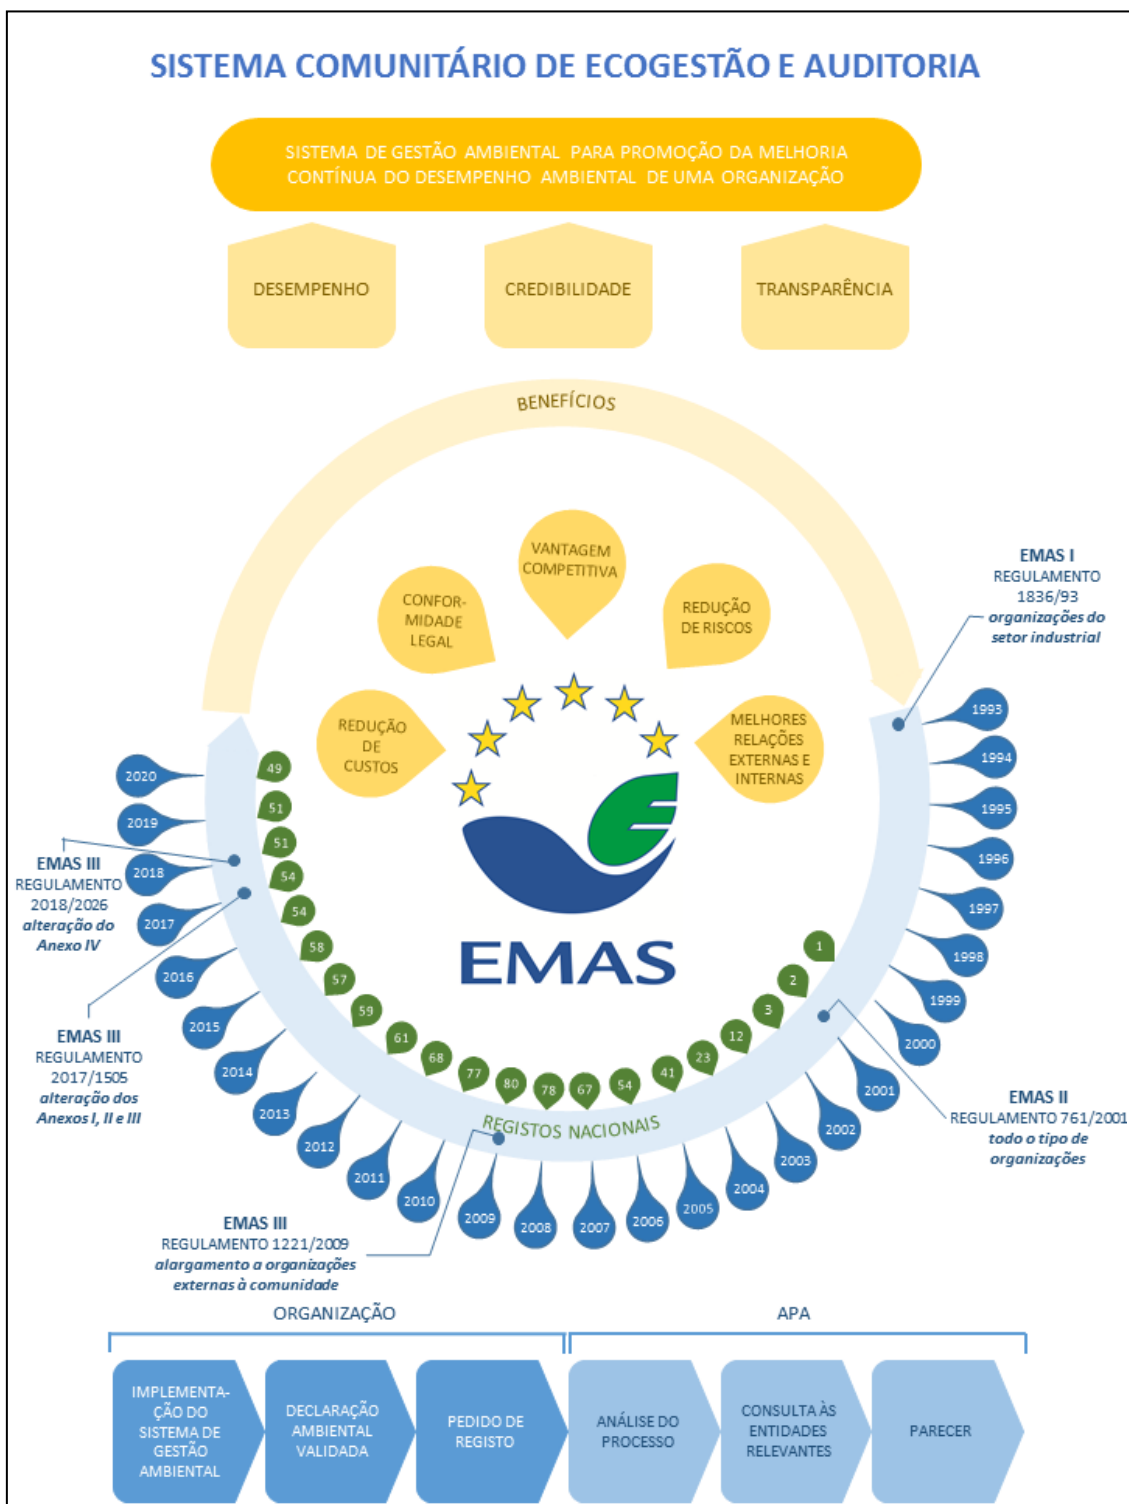 SISTEMA COMUNITÁRIO DE ECOGESTÃO E AUDITORIA
SISTEMA DE GESTÃO AMBIENTAL PARA PROMOÇÃO DA MELHORIA
CONTÍNUA DO DESEMPENHO AMBIENTAL DE UMA ORGANIZAÇÃO
DESEMPENHO
CREDIBILIDADE
TRANSPARÊNCIA
BENEFÍCIOS
REDUÇÃO
DE
CUSTOS
CONFOR-
MIDADE
LEGAL
VANTAGEM
COMPETITIVA
REDUÇÃO
DE RISCOS
MELHORES
RELAÇÕES
EXTERNAS E
INTERNAS
EMAS
EMAS I
REGULAMENTO
1836/93
organizações do
setor industrial
1993
1994
1995
1996
1997
1998
1999
2000
2001
2002
2003
2004
2005
2006
2007
2008
2009
2010
2011
2012
2013
2014
2015
2016
2017
2018
2019
2020
1
2
3
12
23
41
54
67
78
80
77
68
61
59
57
58
54
54
51
51
49
REGISTOS NACIONAIS
EMAS II
REGULAMENTO 761/2001
todo o tipo de
organizações
EMAS III
REGULAMENTO 1221/2009
alargamento a organizações
externas à comunidade
EMAS III
REGULAMENTO
2017/1505
alteração dos
Anexos I, II e III
EMAS III
REGULAMENTO
2018/2026
alteração do
Anexo IV
ORGANIZAÇÃO
APA
IMPLEMENTA-
ÇÃO DO
SISTEMA DE
GESTÃO
AMBIENTAL
DECLARAÇÃO
AMBIENTAL
VALIDADA
PEDIDO DE
REGISTO
ANÁLISE DO
PROCESSO
CONSULTA ÀS
ENTIDADES
RELEVANTES
PARECER